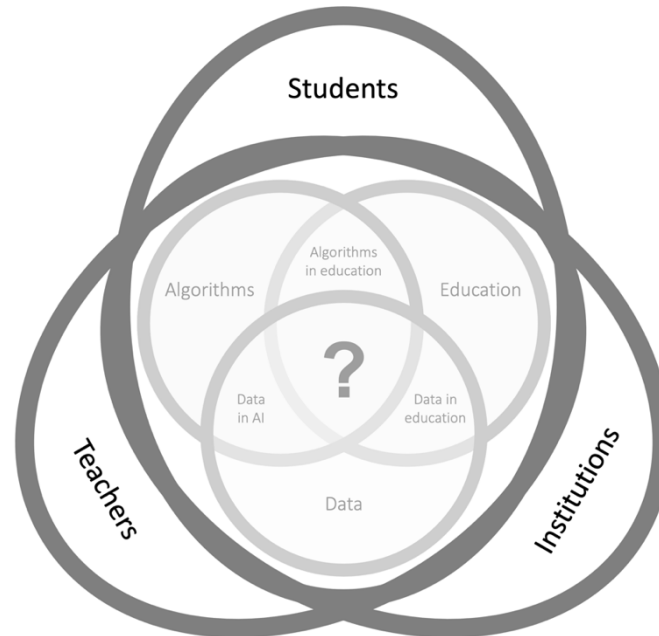 Students
Algorithms
in education
Algorithms
Education
?
Data
in AI
Data in
education
Data
Teachers
Institutions